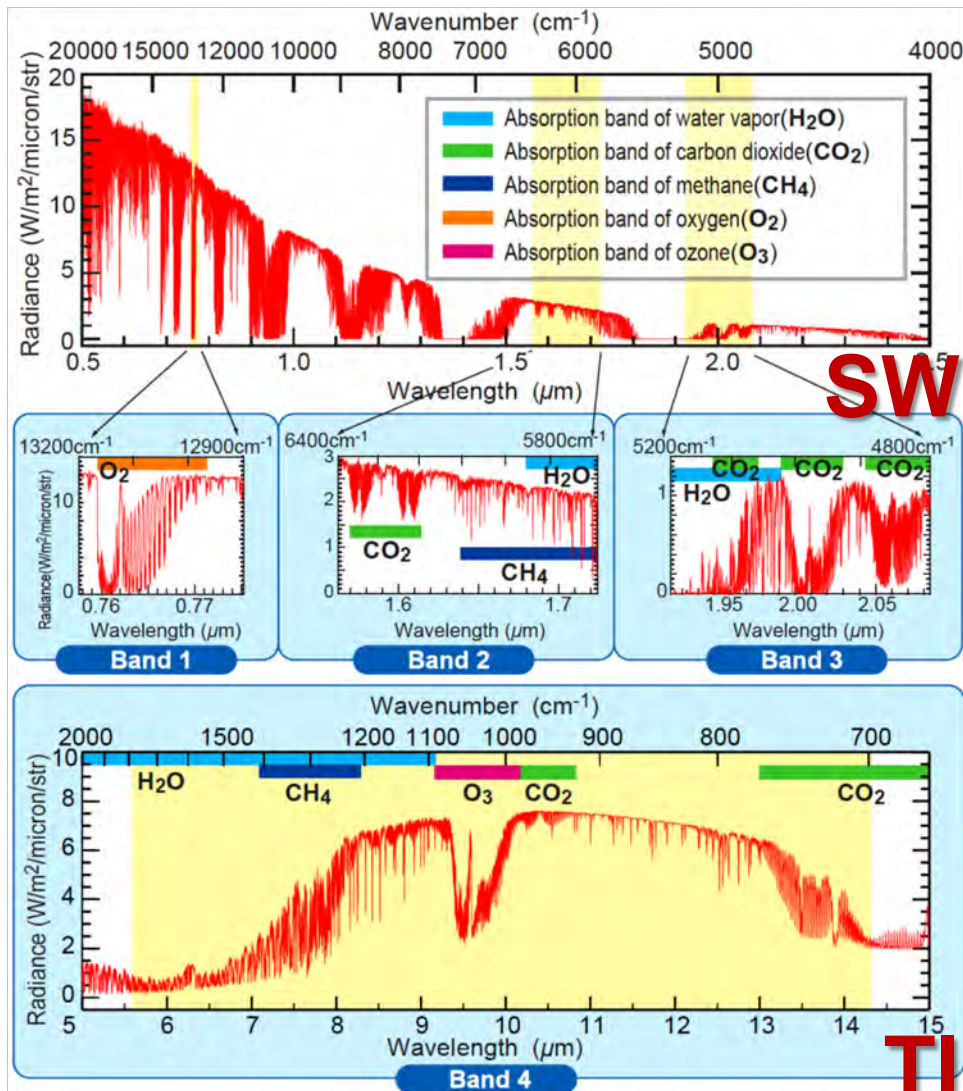 Wavenumber (cm-1)
20000 15000 12000 10000 8000 7000 6000 5000 4000
Radiance (W/m2/micron/str)
20
15
10
5
0
Absorption band of water vapor(H2O)
Absorption band of carbon dioxide(CO2)
Absorption band of methane(CH4)
Absorption band of oxygen(O2)
Absorption band of ozone(O3)
0.5 1.0 1.5 2.0
Wavelength (μm)
SW
13200cm-1 12900cm-1
O2
Radiance(W/m2/micron/str)
10
0
0.76 0.77
Wavelength (μm)
Band 1
6400cm-1 5800cm-1
3
2
1
0
H2O
CO2
CH4
1.6 1.7
Wavelength (μm)
Band 2
5200cm-1 4800cm-1
CO2 CO2 CO2
H2O
1
0
1.95 2.00 2.05
Wavelength (μm)
Band 3
Wavenumber (cm-1)
2000 1500 1200 1100 1000 900 800 700
Radiance (W/m2/micron/str)
10
8
6
4
2
0
H2O CH4 O3 CO2 CO2
5 6 7 8 9 10 11 12 13 14 15
Wavelength (μm)
TI
Band 4